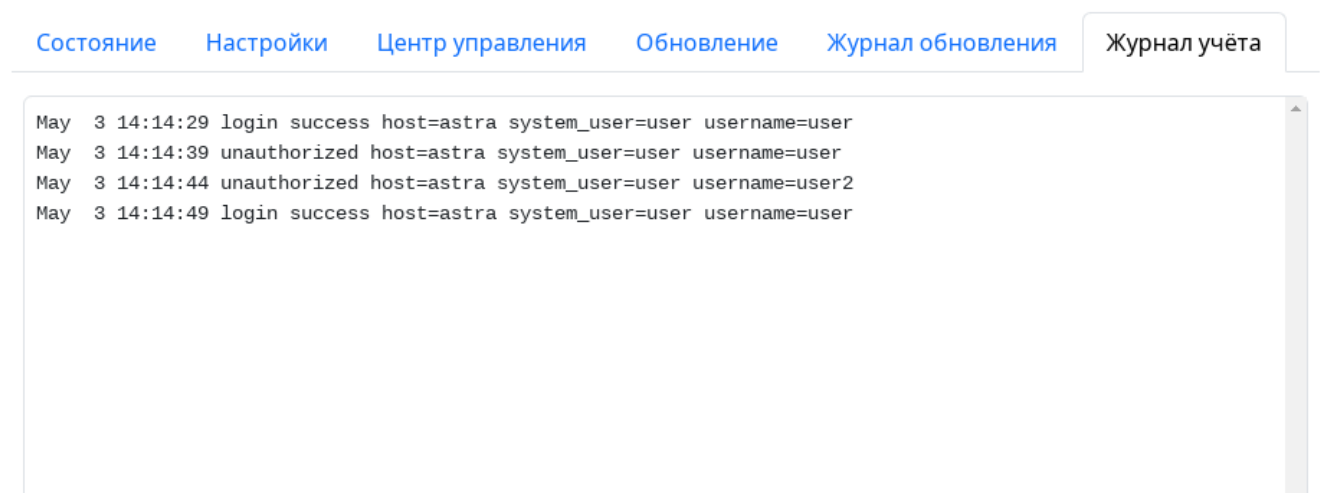 Состояние Настройки Центр управления Обновление Журнал обновления Журнал учёта
May  3 14:14:29 login success host=astra system_user=user username=user
May  3 14:14:39 unauthorized host=astra system_user=user username=user
May  3 14:14:44 unauthorized host=astra system_user=user username=user2
May  3 14:14:49 login success host=astra system_user=user username=user